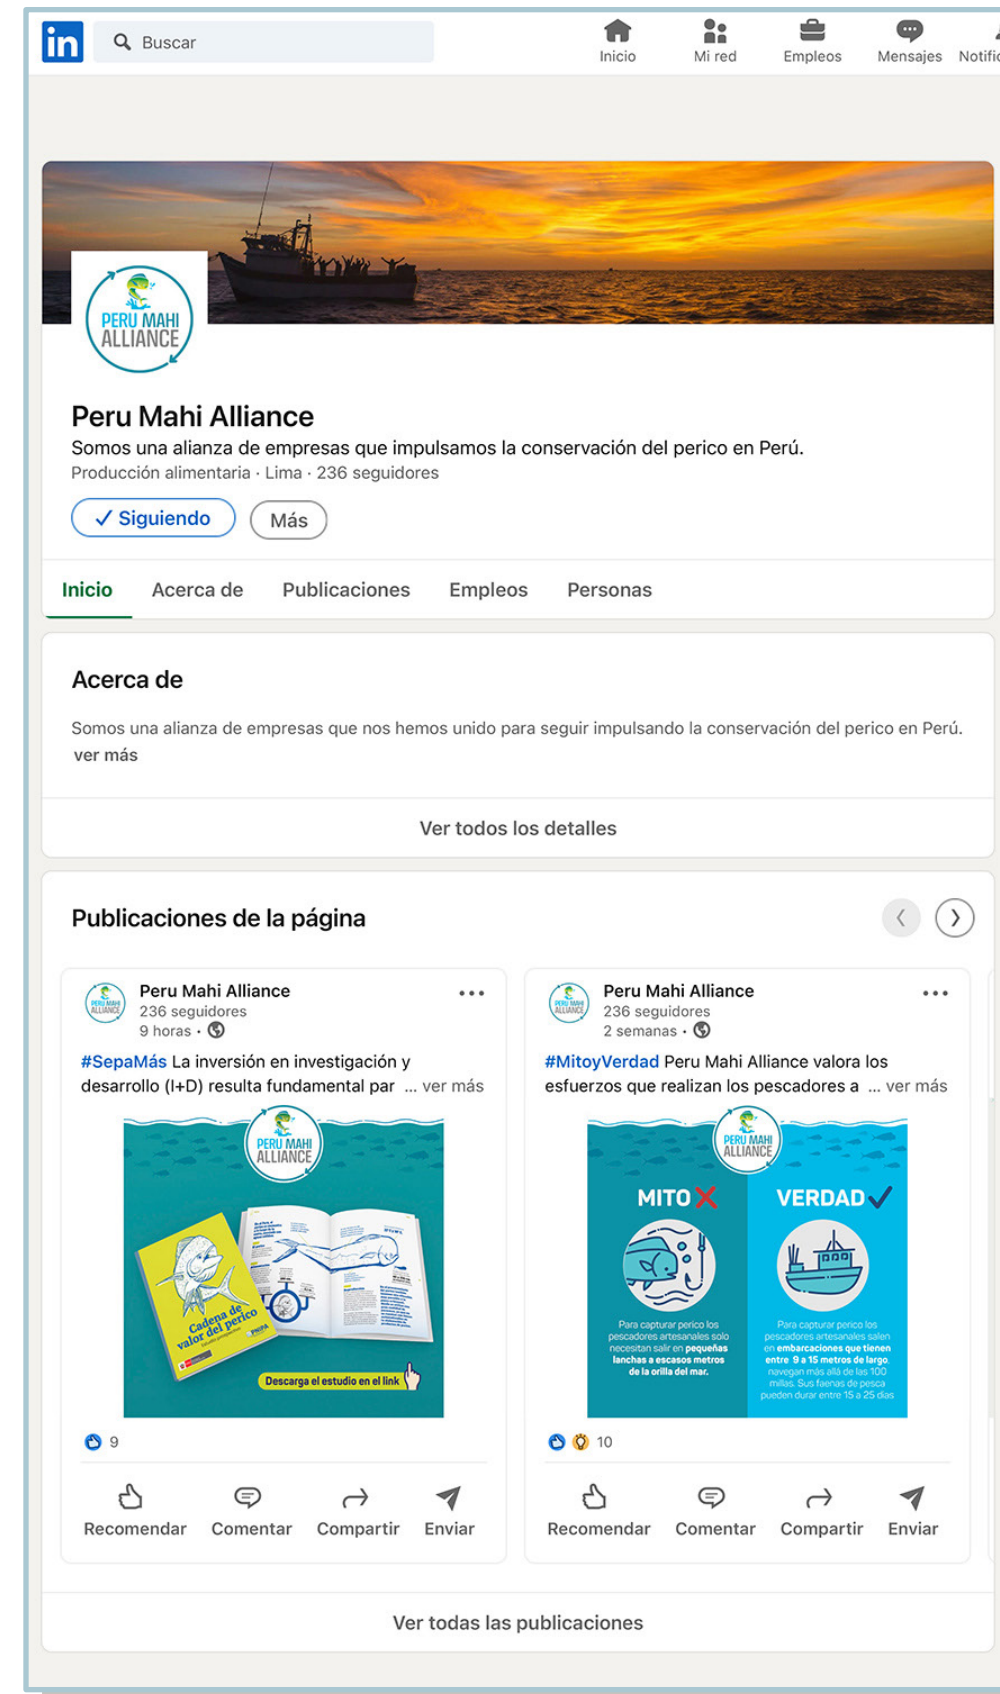 in
Buscar
Inicio
Mi red
Empleos
Mensajes
Notific
PERU MAHI
ALLIANCE
Peru Mahi Alliance
Somos una alianza de empresas que impulsamos la conservación del perico en Perú.
Producción alimentaria · Lima · 236 seguidores
Siguiendo
Más
Inicio
Acerca de
Publicaciones
Empleos
Personas
Acerca de
Somos una alianza de empresas que nos hemos unido para seguir impulsando la conservación del perico en Perú.
ver más
Ver todos los detalles
Publicaciones de la página
PERU MAHI
ALLIANCE
Peru Mahi Alliance
236 seguidores
9 horas •
#SepaMás La inversión en investigación y
desarrollo (I+D) resulta fundamental par ... ver más
PERU MAHI
ALLIANCE
Cadena de
valor del perico
PNIPA
Descarga el estudio en el link
9
Recomendar
Comentar
Compartir
Enviar
PERU MAHI
ALLIANCE
Peru Mahi Alliance
236 seguidores
2 semanas •
#MitoyVerdad Peru Mahi Alliance valora los
esfuerzos que realizan los pescadores a ... ver más
PERU MAHI
ALLIANCE
MITO
Para capturar perico los
pescadores artesanales solo
necesitan salir en pequeñas
lanchas a escasos metros
de la orilla del mar.
VERDAD
Para capturar perico los
pescadores artesanales salen
en embarcaciones que tienen
entre 9 a 15 metros de largo,
navegan más allá de las 100
millas. Sus faenas de pesca
pueden durar entre 15 a 25 días
10
Recomendar
Comentar
Compartir
Enviar
Ver todas las publicaciones